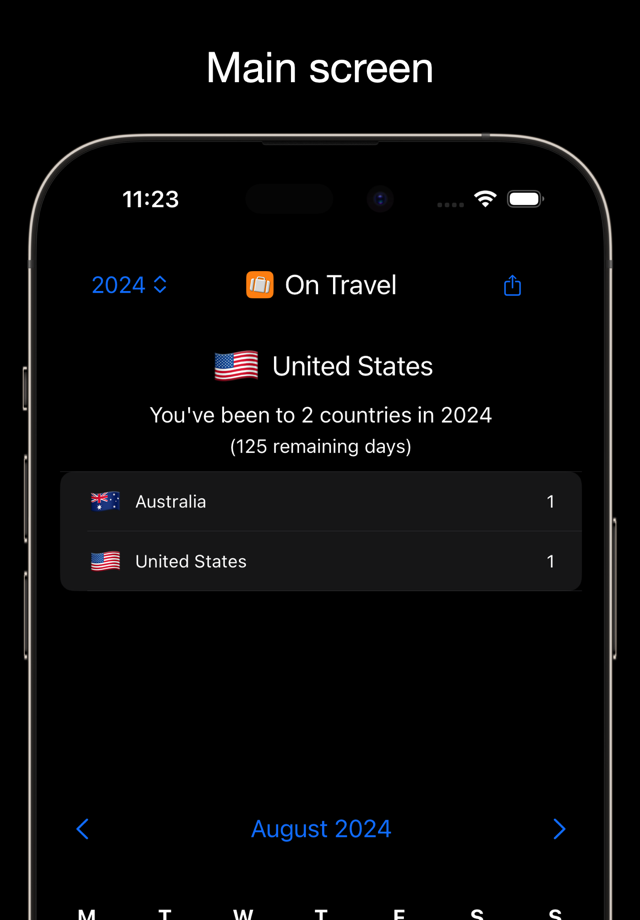 Main screen
11:23
2024 On Travel
United States
You've been to 2 countries in 2024
(125 remaining days)
Australia 1
United States 1
August 2024
M T W T F S S